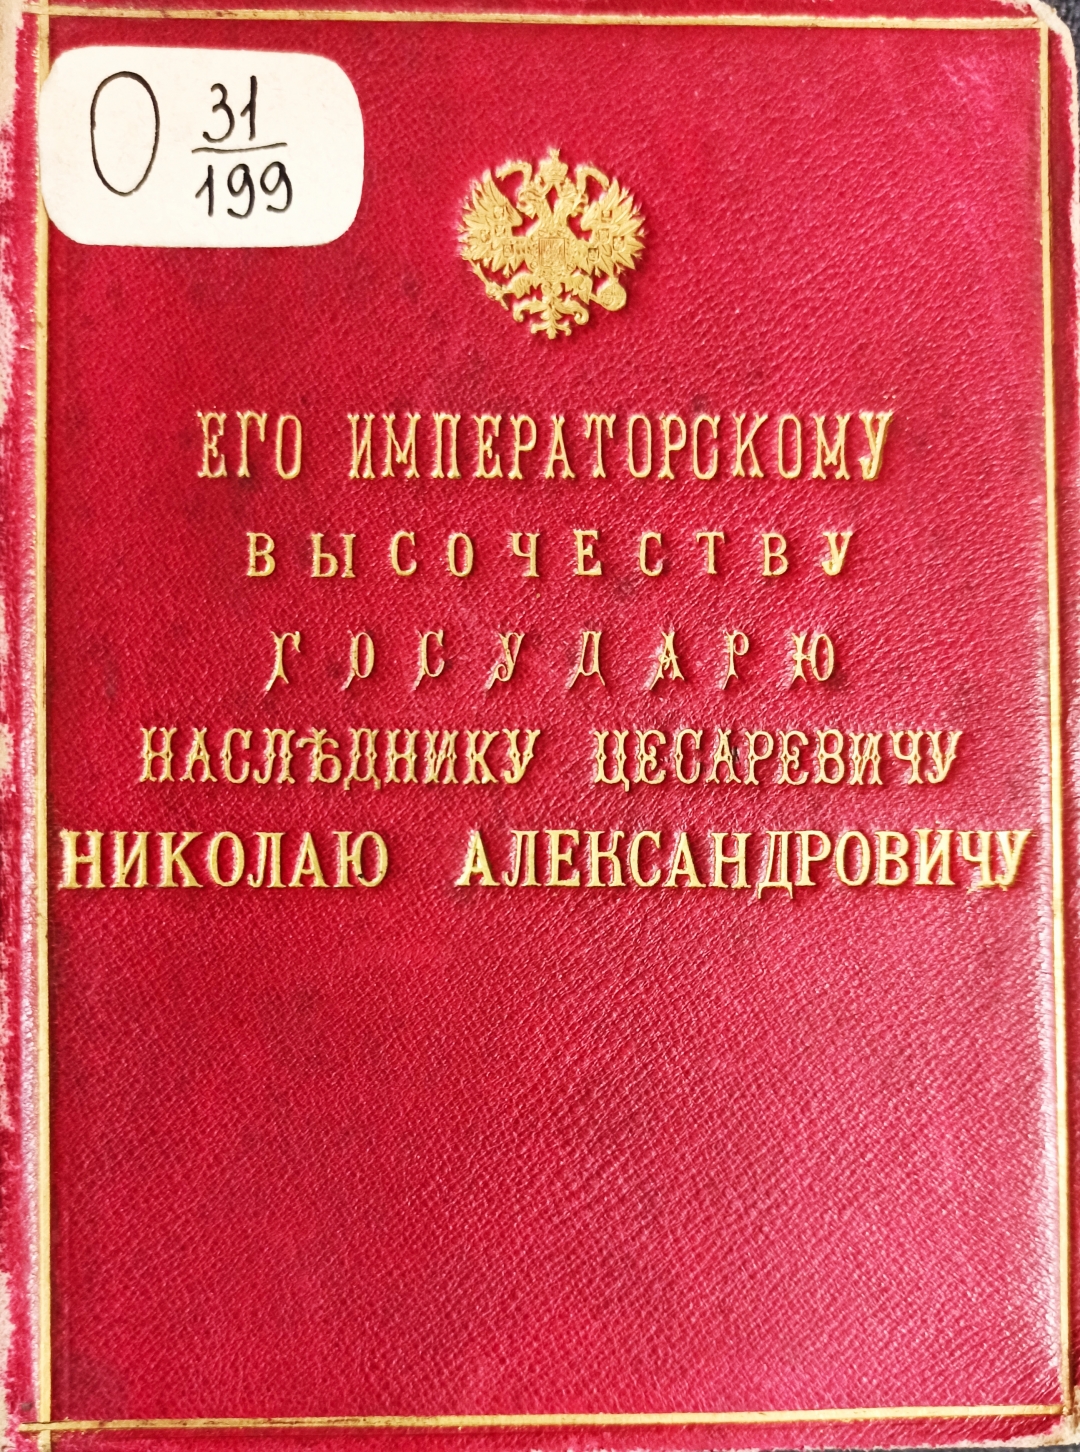 О 31/199
ЕГО ИМПЕРАТОРСКОМУ
ВЫСОЧЕСТВУ
ГОСУДАРЮ
НАСЛѢДНИКУ ЦЕСАРЕВИЧУ
НИКОЛАЮ АЛЕКСАНДРОВИЧУ